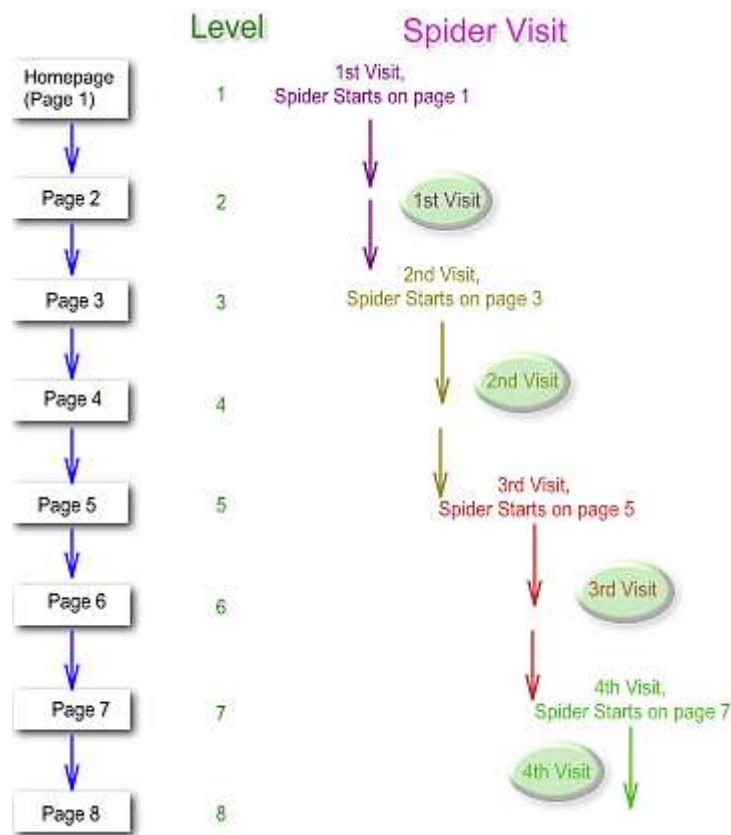 Level
Spider Visit
Homepage
(Page 1)
1
1st Visit,
Spider Starts on page 1
Page 2
2
1st Visit
Page 3
3
2nd Visit,
Spider Starts on page 3
Page 4
4
2nd Visit
Page 5
5
3rd Visit,
Spider Starts on page 5
Page 6
6
3rd Visit
Page 7
7
4th Visit,
Spider Starts on page 7
4th Visit
Page 8
8